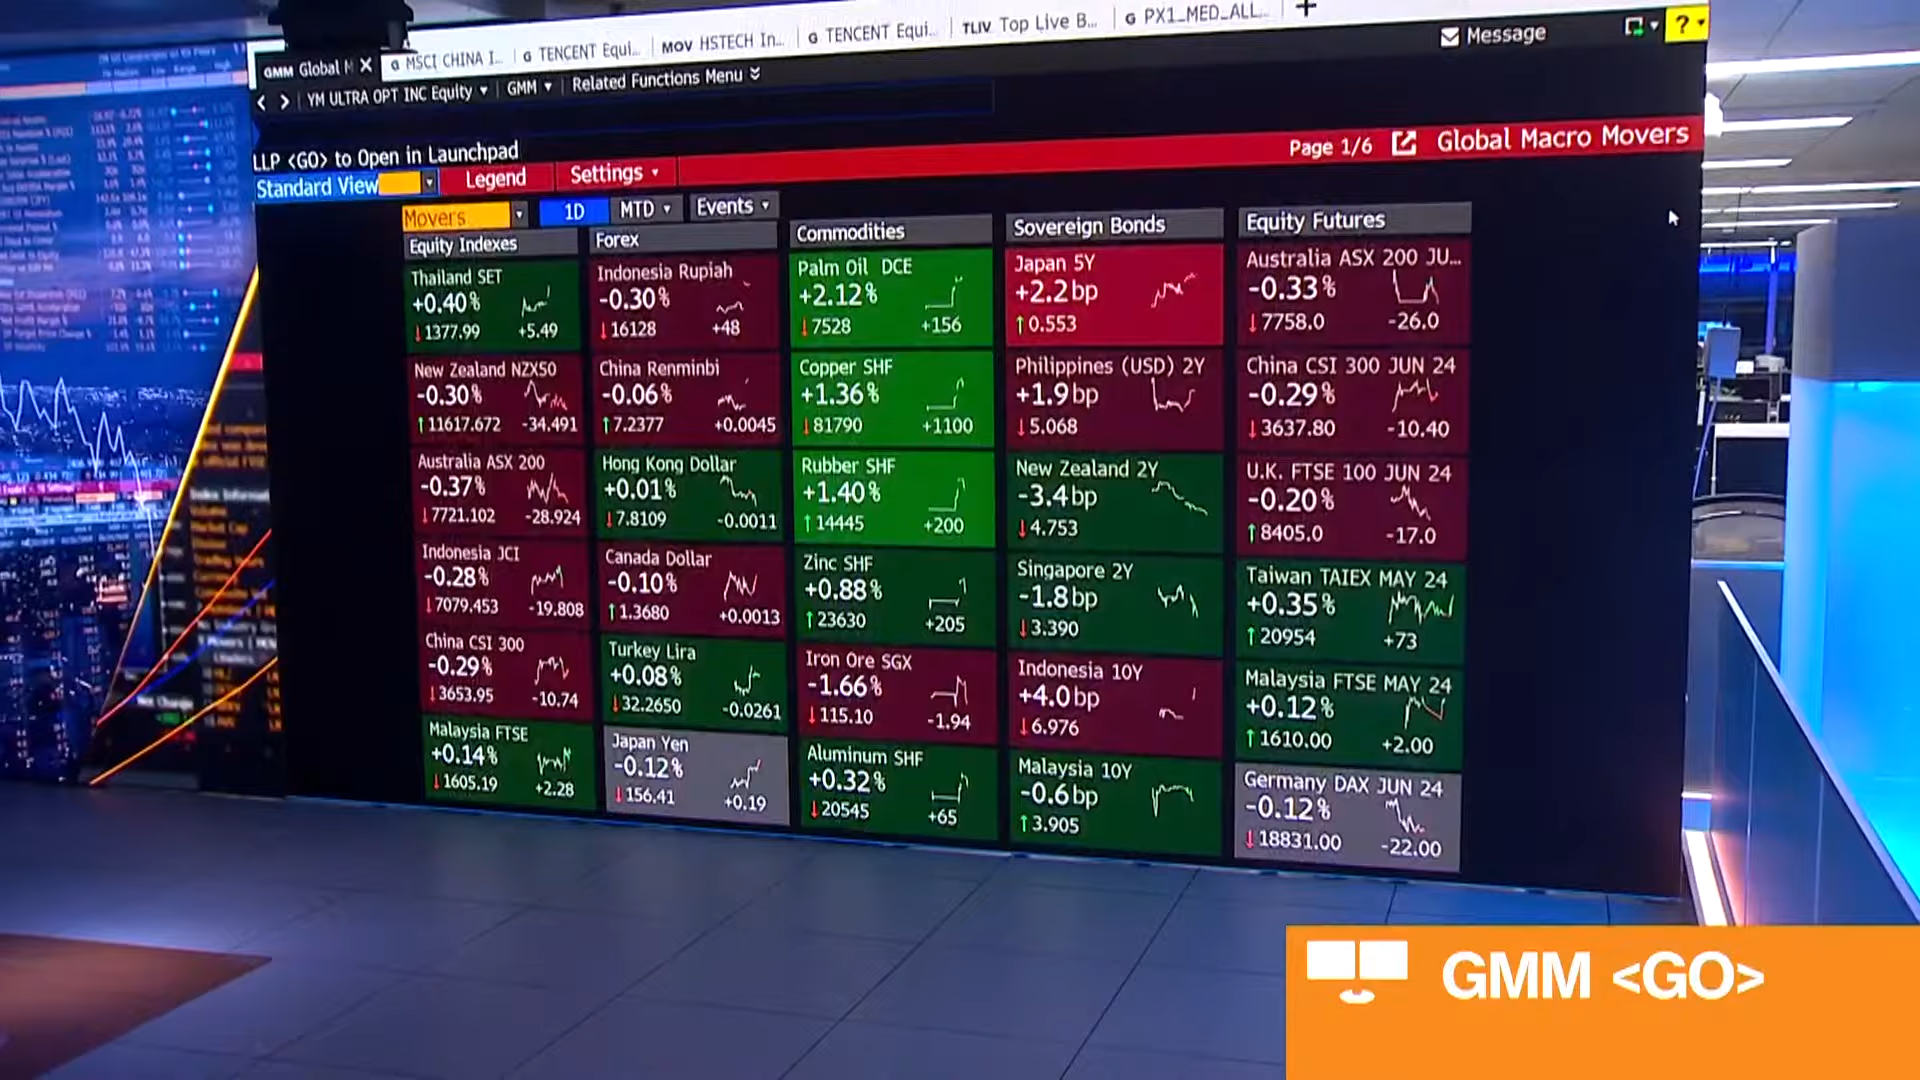 GMM Global M X
G MSCI CHINA I...
G TENCENT Equi...
MOV HSTECH In...
G TENCENT Equi...
TLIV Top Live B...
G PX1_MED_ALL...
+
Message
?
< > YM ULTRA OPT INC Equity GMM Related Functions Menu
LLP <GO> to Open in Launchpad
Page 1/6 Global Macro Movers
Standard View Legend Settings
Movers 1D MTD Events
Equity Indexes
Thailand SET
+0.40%
↓1377.99 +5.49
New Zealand NZX50
-0.30%
↑11617.672 -34.491
Australia ASX 200
-0.37%
↓7721.102 -28.924
Indonesia JCI
-0.28%
↓7079.453 -19.808
China CSI 300
-0.29%
↓3653.95 -10.74
Malaysia FTSE
+0.14%
↓1605.19 +2.28
Forex
Indonesia Rupiah
-0.30%
↓16128 +48
China Renminbi
-0.06%
↑7.2377 +0.0045
Hong Kong Dollar
+0.01%
↓7.8109 -0.0011
Canada Dollar
-0.10%
↑1.3680 +0.0013
Turkey Lira
+0.08%
↓32.2650 -0.0261
Japan Yen
-0.12%
↓156.41 +0.19
Commodities
Palm Oil DCE
+2.12%
↓7528 +156
Copper SHF
+1.36%
↓81790 +1100
Rubber SHF
+1.40%
↑14445 +200
Zinc SHF
+0.88%
↑23630 +205
Iron Ore SGX
-1.66%
↓115.10 -1.94
Aluminum SHF
+0.32%
↓20545 +65
Sovereign Bonds
Japan 5Y
+2.2bp
↑0.553
Philippines (USD) 2Y
+1.9bp
↓5.068
New Zealand 2Y
-3.4bp
↓4.753
Singapore 2Y
-1.8bp
↓3.390
Indonesia 10Y
+4.0bp
↓6.976
Malaysia 10Y
-0.6bp
↑3.905
Equity Futures
Australia ASX 200 JU...
-0.33%
↓7758.0 -26.0
China CSI 300 JUN 24
-0.29%
↓3637.80 -10.40
U.K. FTSE 100 JUN 24
-0.20%
↑8405.0 -17.0
Taiwan TAIEX MAY 24
+0.35%
↑20954 +73
Malaysia FTSE MAY 24
+0.12%
↑1610.00 +2.00
Germany DAX JUN 24
-0.12%
↓18831.00 -22.00
GMM <GO>